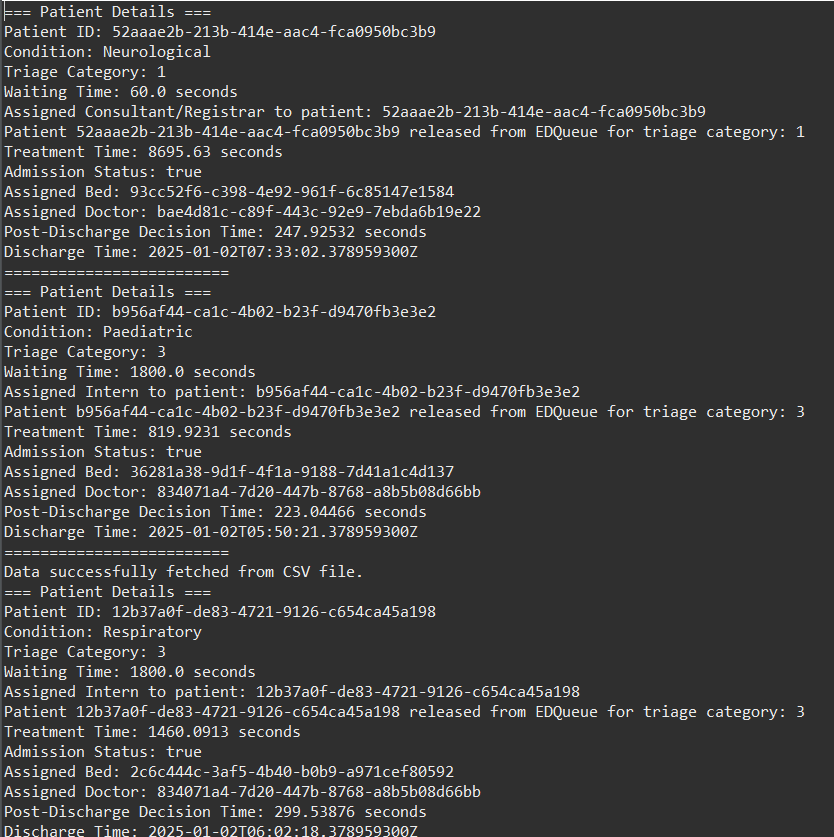 === Patient Details ===
Patient ID: 52aaae2b-213b-414e-aac4-fca0950bc3b9
Condition: Neurological
Triage Category: 1
Waiting Time: 60.0 seconds
Assigned Consultant/Registrar to patient: 52aaae2b-213b-414e-aac4-fca0950bc3b9
Patient 52aaae2b-213b-414e-aac4-fca0950bc3b9 released from EDQueue for triage category: 1
Treatment Time: 8695.63 seconds
Admission Status: true
Assigned Bed: 93cc52f6-c398-4e92-961f-6c85147e1584
Assigned Doctor: bae4d81c-c89f-443c-92e9-7ebda6b19e22
Post-Discharge Decision Time: 247.92532 seconds
Discharge Time: 2025-01-02T07:33:02.378959300Z
=========================
=== Patient Details ===
Patient ID: b956af44-ca1c-4b02-b23f-d9470fb3e3e2
Condition: Paediatric
Triage Category: 3
Waiting Time: 1800.0 seconds
Assigned Intern to patient: b956af44-ca1c-4b02-b23f-d9470fb3e3e2
Patient b956af44-ca1c-4b02-b23f-d9470fb3e3e2 released from EDQueue for triage category: 3
Treatment Time: 819.9231 seconds
Admission Status: true
Assigned Bed: 36281a38-9d1f-4f1a-9188-7d41a1c4d137
Assigned Doctor: 834071a4-7d20-447b-8768-a8b5b08d66bb
Post-Discharge Decision Time: 223.04466 seconds
Discharge Time: 2025-01-02T05:50:21.378959300Z
=========================
Data successfully fetched from CSV file.
=== Patient Details ===
Patient ID: 12b37a0f-de83-4721-9126-c654ca45a198
Condition: Respiratory
Triage Category: 3
Waiting Time: 1800.0 seconds
Assigned Intern to patient: 12b37a0f-de83-4721-9126-c654ca45a198
Patient 12b37a0f-de83-4721-9126-c654ca45a198 released from EDQueue for triage category: 3
Treatment Time: 1460.0913 seconds
Admission Status: true
Assigned Bed: 2c6c444c-3af5-4b40-b0b9-a971cef80592
Assigned Doctor: 834071a4-7d20-447b-8768-a8b5b08d66bb
Post-Discharge Decision Time: 299.53876 seconds
Discharge Time: 2025-01-02T06:02:18.378959300Z